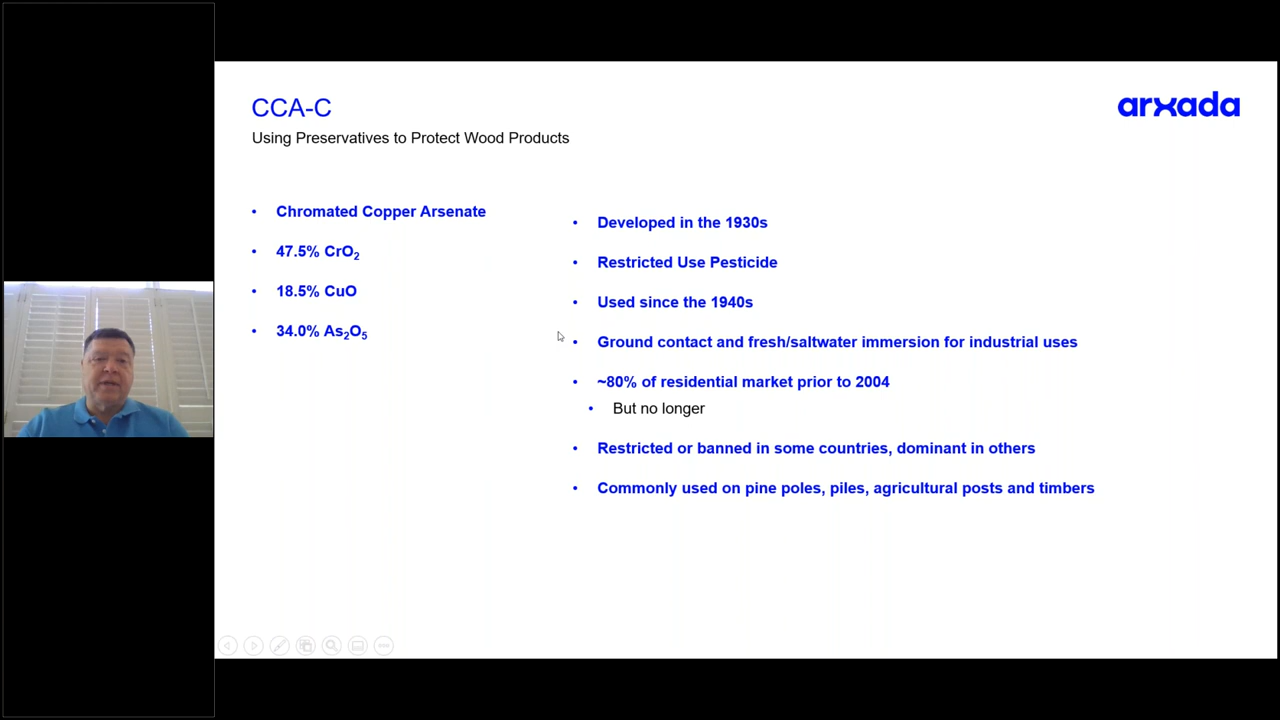 CCA-C
arxada
Using Preservatives to Protect Wood Products
• Chromated Copper Arsenate
• 47.5% CrO₂
• 18.5% CuO
• 34.0% As₂O₅
• Developed in the 1930s
• Restricted Use Pesticide
• Used since the 1940s
• Ground contact and fresh/saltwater immersion for industrial uses
• ~80% of residential market prior to 2004
• But no longer
• Restricted or banned in some countries, dominant in others
• Commonly used on pine poles, piles, agricultural posts and timbers